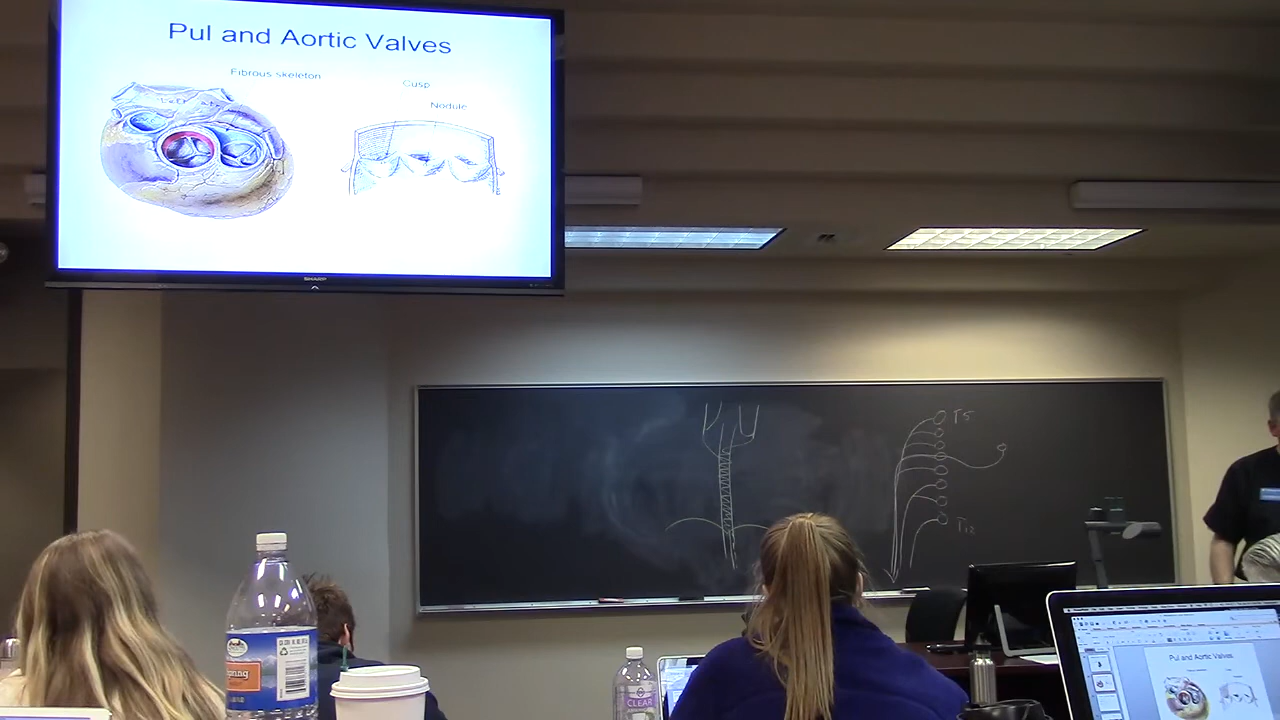 Pul and Aortic Valves
Fibrous skeleton
Cusp
Nodule
SHARP
T5
T12
spring
CLEAR
Pul and Aortic Valves